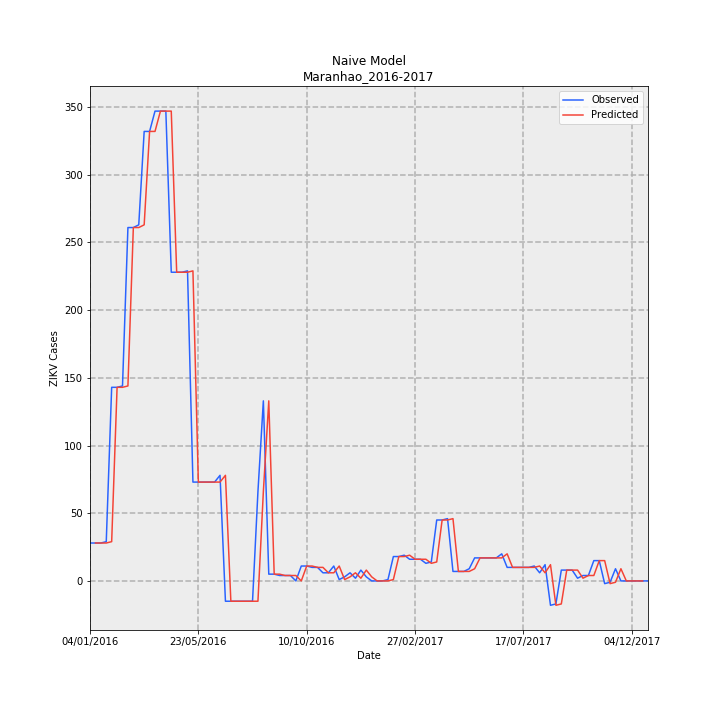 Naive Model
Maranhao_2016-2017
Observed
Predicted
350
300
250
200
150
100
50
0
ZIKV Cases
04/01/2016
23/05/2016
10/10/2016
27/02/2017
17/07/2017
04/12/2017
Date